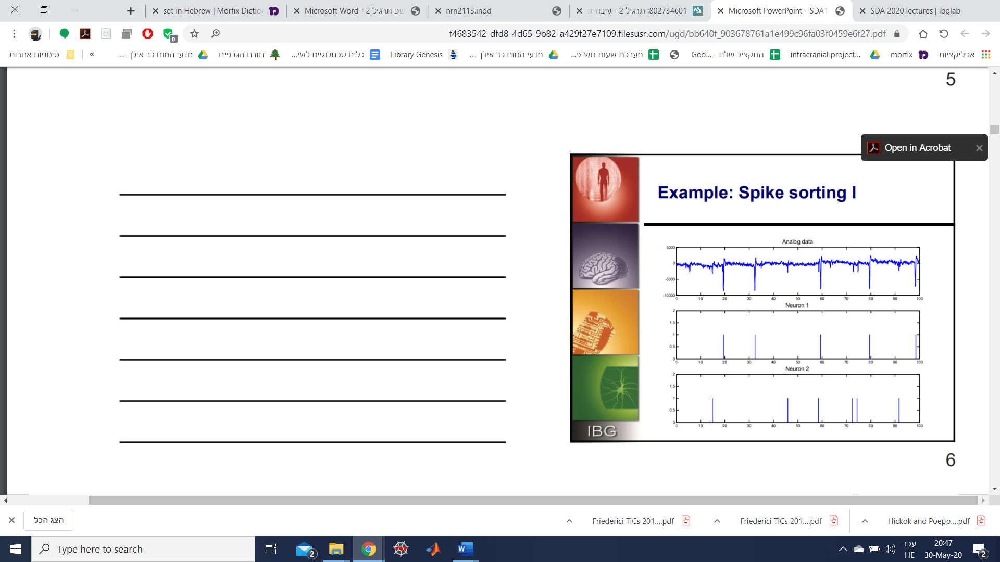 set in Hebrew | Morfix Dictio
Microsoft Word - 2 שפ תרגיל
nrn2113.indd
802734601: תרגיל 2 - עיבוד ש
Microsoft PowerPoint - SDA1
SDA 2020 lectures | ibglab
0
f4683542-dfd8-4d65-9b82-a429f27e7109.filesusr.com/ugd/bb640f_903678761a1e499c96fa03f0459e6f27.pdf
אפליקציות
morfix
intracranial project...
Goo... - התקציב שלנו
מערכת שעות תש"פ...
מדעי המוח בר אילן -...
Library Genesis
כלים טכנולוגיים לשי...
תורת הגרפים
מדעי המוח בר אילן -...
«
סימניות אחרות
5
Open in Acrobat
Example: Spike sorting I
Analog data
5000
0
-5000
-10000
0 10 20 30 40 50 60 70 80 90 100
Neuron 1
2
1.5
1
0.5
0
0 10 20 30 40 50 60 70 80 90 100
Neuron 2
2
1.5
1
0.5
0
0 10 20 30 40 50 60 70 80 90 100
IBG
6
הצג הכל
Friederici TiCs 201....pdf
Friederici TiCs 201....pdf
Hickok and Poepp....pdf
Type here to search
2
W
עבר
HE
20:47
30-May-20
2